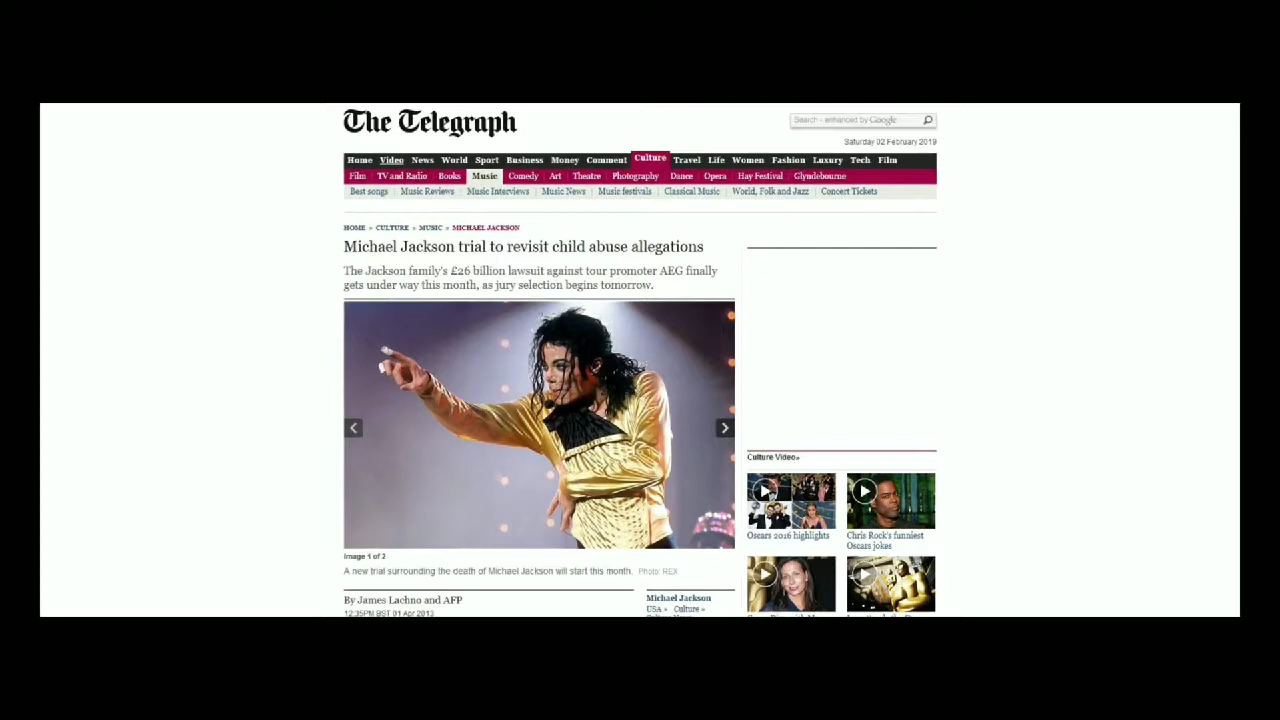 The Telegraph
Search - enhanced by Google
Saturday 02 February 2019
Home Video News World Sport Business Money Comment Culture Travel Life Women Fashion Luxury Tech Film
Film TV and Radio Books Music Comedy Art Theatre Photography Dance Opera Hay Festival Glyndebourne
Best songs Music Reviews Music Interviews Music News Music festivals Classical Music World, Folk and Jazz Concert Tickets
HOME » CULTURE » MUSIC » MICHAEL JACKSON
Michael Jackson trial to revisit child abuse allegations
The Jackson family's £26 billion lawsuit against tour promoter AEG finally
gets under way this month, as jury selection begins tomorrow.
Image 1 of 2
A new trial surrounding the death of Michael Jackson will start this month. Photo: REX
By James Lachno and AFP
12:35PM BST 01 Apr 2013
Michael Jackson
USA » Culture »
Culture Video»
Oscars 2016 highlights
Chris Rock's funniest
Oscars jokes